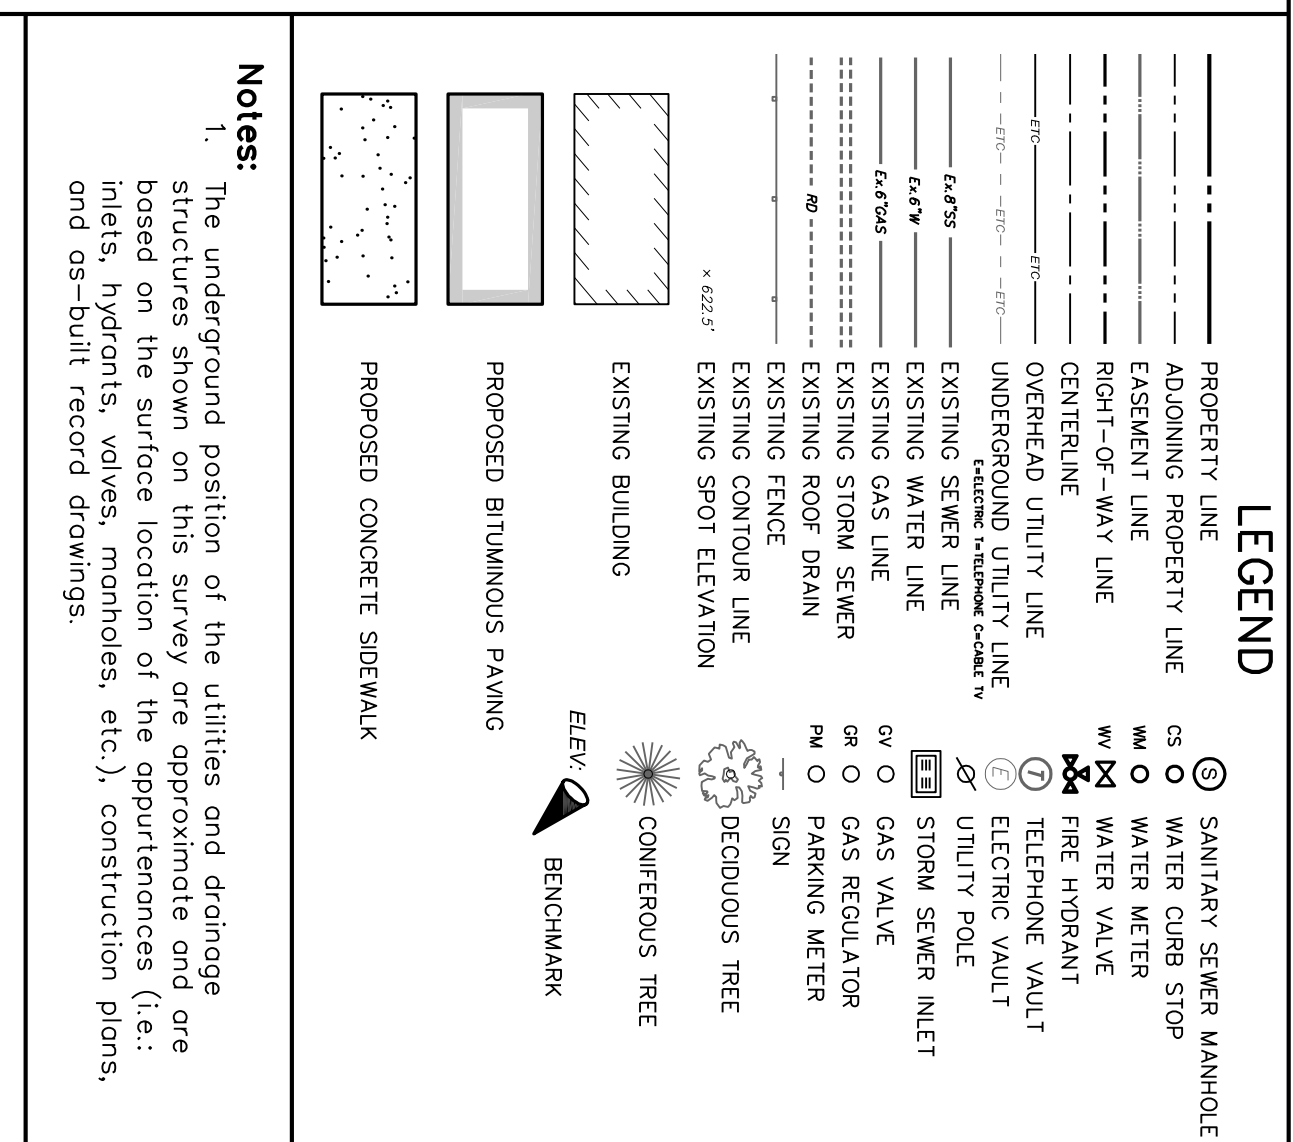 LEGEND
PROPERTY LINE
ADJOINING PROPERTY LINE
EASEMENT LINE
RIGHT-OF-WAY LINE
CENTERLINE
ETC ETC OVERHEAD UTILITY LINE
ETC ETC ETC UNDERGROUND UTILITY LINE
E=ELECTRIC T=TELEPHONE C=CABLE TV
Ex.8"SS EXISTING SEWER LINE
Ex.6"W EXISTING WATER LINE
Ex.6"GAS EXISTING GAS LINE
EXISTING STORM SEWER
RD EXISTING ROOF DRAIN
EXISTING FENCE
EXISTING CONTOUR LINE
× 622.5' EXISTING SPOT ELEVATION
EXISTING BUILDING
PROPOSED BITUMINOUS PAVING
PROPOSED CONCRETE SIDEWALK
S SANITARY SEWER MANHOLE
CS WATER CURB STOP
WM WATER METER
WV WATER VALVE
FIRE HYDRANT
T TELEPHONE VAULT
E ELECTRIC VAULT
UTILITY POLE
STORM SEWER INLET
GV GAS VALVE
GR GAS REGULATOR
PM PARKING METER
SIGN
DECIDUOUS TREE
CONIFEROUS TREE
ELEV: BENCHMARK
Notes:
1. The underground position of the utilities and drainage
structures shown on this survey are approximate and are
based on the surface location of the appurtenances (i.e.:
inlets, hydrants, valves, manholes, etc.), construction plans,
and as-built record drawings.